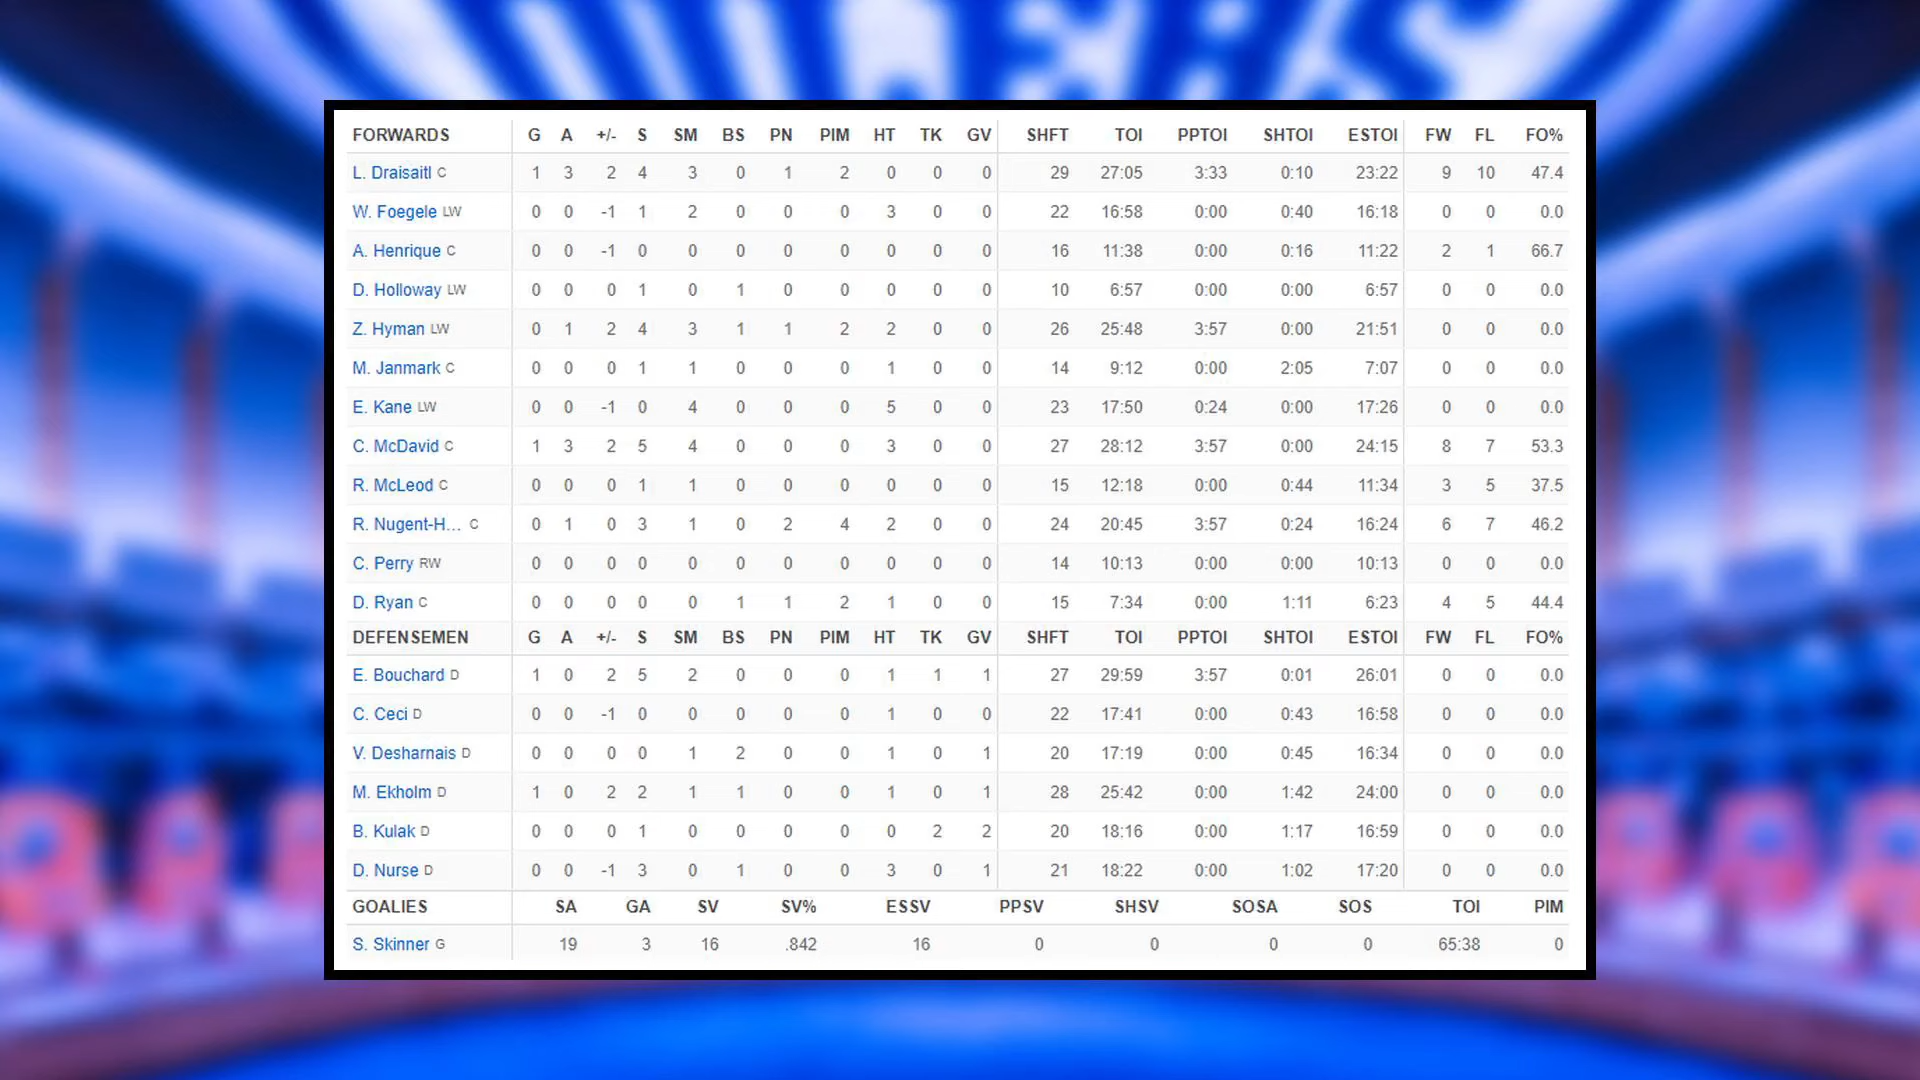 OILERS
FORWARDS G A +/- S SM BS PN PIM HT TK GV SHFT TOI PPTOI SHTOI ESTOI FW FL FO%
L. Draisaitl C 1 3 2 4 3 0 1 2 0 0 0 29 27:05 3:33 0:10 23:22 9 10 47.4
W. Foegele LW 0 0 -1 1 2 0 0 0 3 0 0 22 16:58 0:00 0:40 16:18 0 0 0.0
A. Henrique C 0 0 -1 0 0 0 0 0 0 0 0 16 11:38 0:00 0:16 11:22 2 1 66.7
D. Holloway LW 0 0 0 1 0 1 0 0 0 0 0 10 6:57 0:00 0:00 6:57 0 0 0.0
Z. Hyman LW 0 1 2 4 3 1 1 2 2 0 0 26 25:48 3:57 0:00 21:51 0 0 0.0
M. Janmark C 0 0 0 1 1 0 0 0 1 0 0 14 9:12 0:00 2:05 7:07 0 0 0.0
E. Kane LW 0 0 -1 0 4 0 0 0 5 0 0 23 17:50 0:24 0:00 17:26 0 0 0.0
C. McDavid C 1 3 2 5 4 0 0 0 3 0 0 27 28:12 3:57 0:00 24:15 8 7 53.3
R. McLeod C 0 0 0 1 1 0 0 0 0 0 0 15 12:18 0:00 0:44 11:34 3 5 37.5
R. Nugent-H... C 0 1 0 3 1 0 2 4 2 0 0 24 20:45 3:57 0:24 16:24 6 7 46.2
C. Perry RW 0 0 0 0 0 0 0 0 0 0 0 14 10:13 0:00 0:00 10:13 0 0 0.0
D. Ryan C 0 0 0 0 0 1 1 2 1 0 0 15 7:34 0:00 1:11 6:23 4 5 44.4
DEFENSEMEN G A +/- S SM BS PN PIM HT TK GV SHFT TOI PPTOI SHTOI ESTOI FW FL FO%
E. Bouchard D 1 0 2 5 2 0 0 0 1 1 1 27 29:59 3:57 0:01 26:01 0 0 0.0
C. Ceci D 0 0 -1 0 0 0 0 0 1 0 0 22 17:41 0:00 0:43 16:58 0 0 0.0
V. Desharnais D 0 0 0 0 1 2 0 0 1 0 1 20 17:19 0:00 0:45 16:34 0 0 0.0
M. Ekholm D 1 0 2 2 1 1 0 0 1 0 1 28 25:42 0:00 1:42 24:00 0 0 0.0
B. Kulak D 0 0 0 1 0 0 0 0 0 2 2 20 18:16 0:00 1:17 16:59 0 0 0.0
D. Nurse D 0 0 -1 3 0 1 0 0 3 0 1 21 18:22 0:00 1:02 17:20 0 0 0.0
GOALIES SA GA SV SV% ESSV PPSV SHSV SOSA SOS TOI PIM
S. Skinner G 19 3 16 .842 16 0 0 0 0 65:38 0